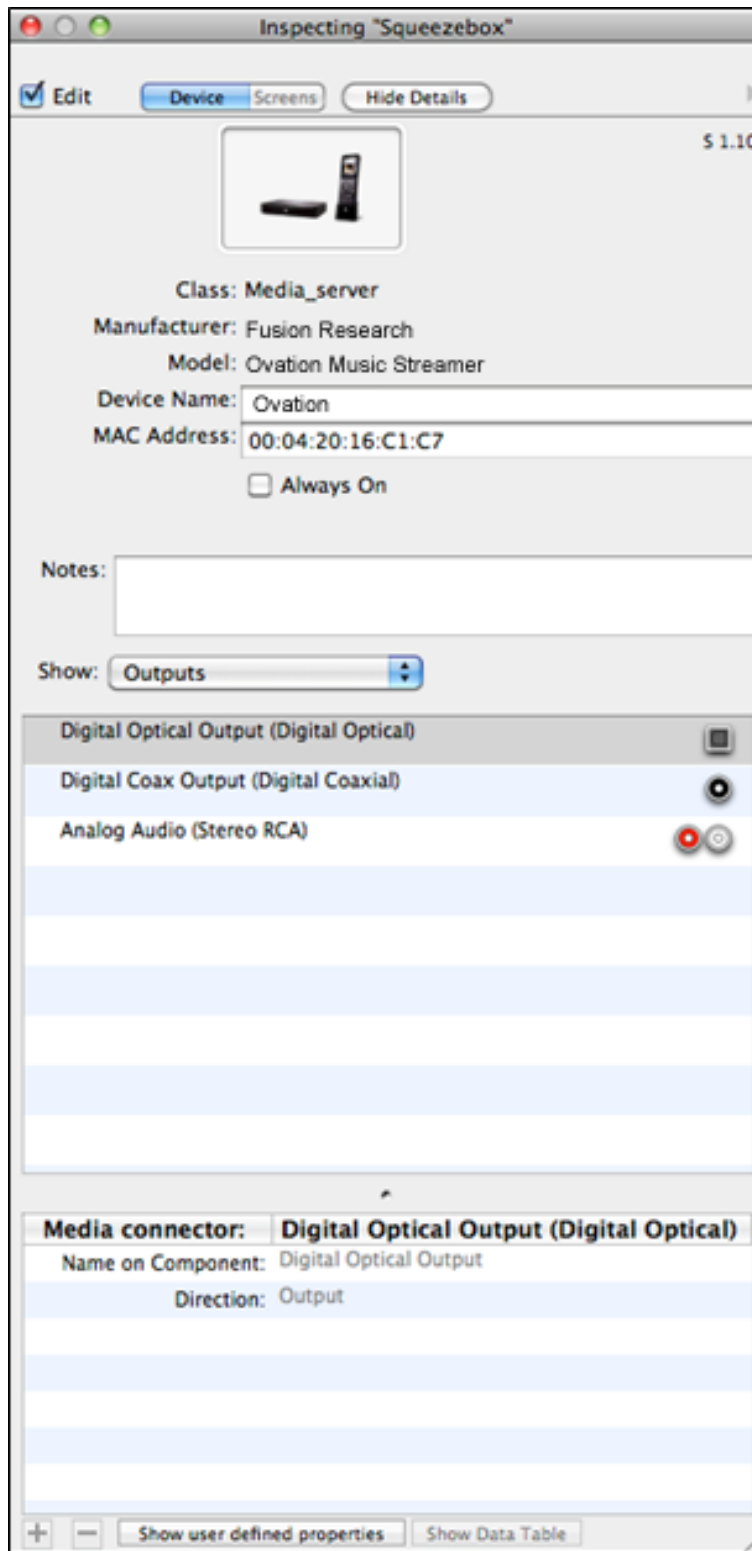 Inspecting "Squeezebox"
Edit Device Screens Hide Details
$ 1.10
Class: Media_server
Manufacturer: Fusion Research
Model: Ovation Music Streamer
Device Name: Ovation
MAC Address: 00:04:20:16:C1:C7
Always On
Notes:
Show: Outputs
Digital Optical Output (Digital Optical)
Digital Coax Output (Digital Coaxial)
Analog Audio (Stereo RCA)
Media connector: Digital Optical Output (Digital Optical)
Name on Component: Digital Optical Output
Direction: Output
+ − Show user defined properties Show Data Table